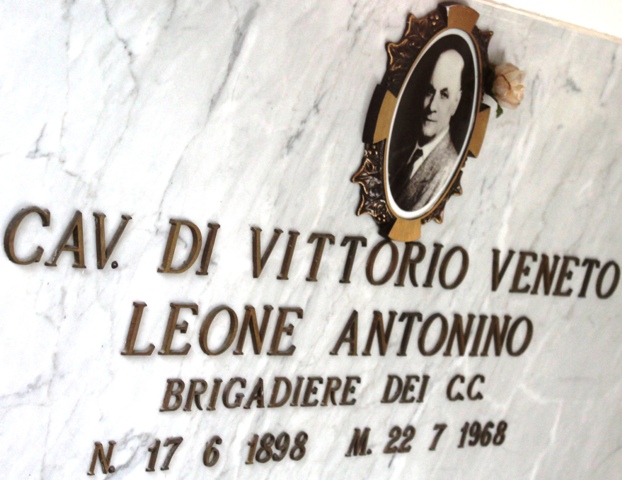 CAV. DI VITTORIO VENETO
LEONE ANTONINO
BRIGADIERE DEI C.C.
N. 17 6 1898 M. 22 7 1968